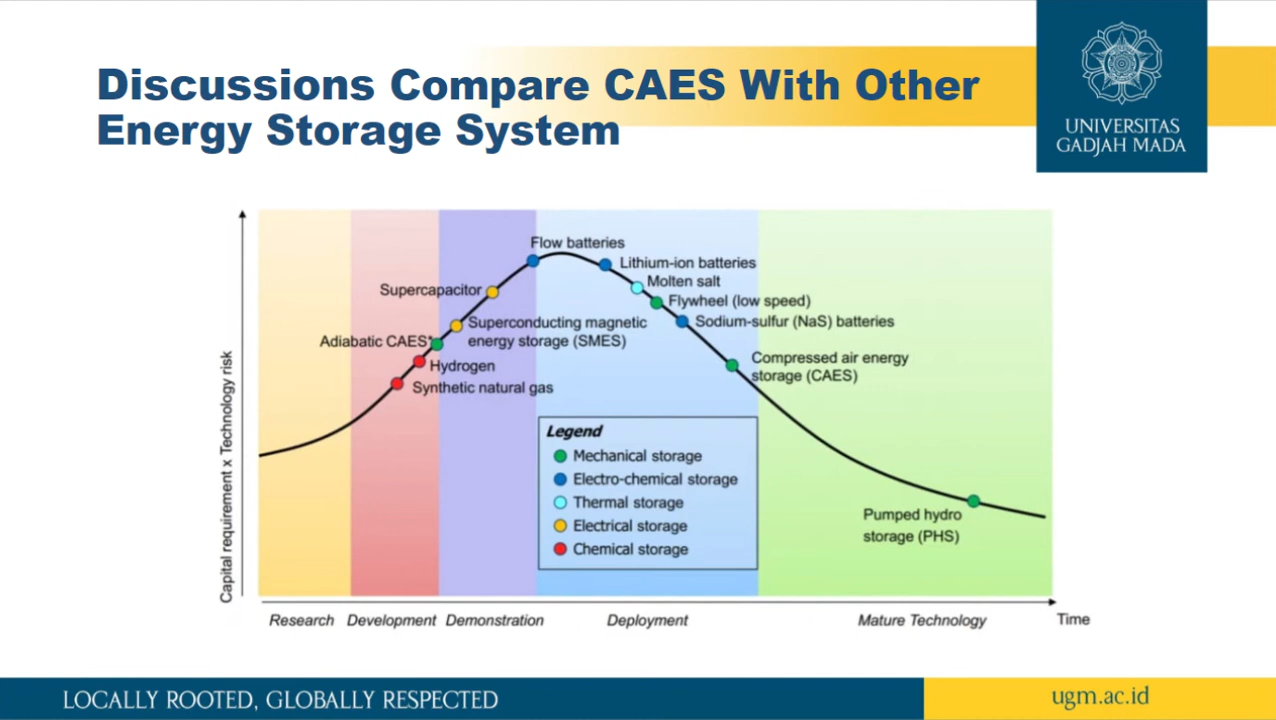 Discussions Compare CAES With Other
Energy Storage System
UNIVERSITAS
GADJAH MADA
Capital requirement x Technology risk
Flow batteries
Lithium-ion batteries
Molten salt
Supercapacitor
Flywheel (low speed)
Sodium-sulfur (NaS) batteries
Superconducting magnetic
energy storage (SMES)
Adiabatic CAES*
Hydrogen
Synthetic natural gas
Compressed air energy
storage (CAES)
Legend
Mechanical storage
Electro-chemical storage
Thermal storage
Electrical storage
Chemical storage
Pumped hydro
storage (PHS)
Research Development Demonstration Deployment Mature Technology Time
LOCALLY ROOTED, GLOBALLY RESPECTED
ugm.ac.id